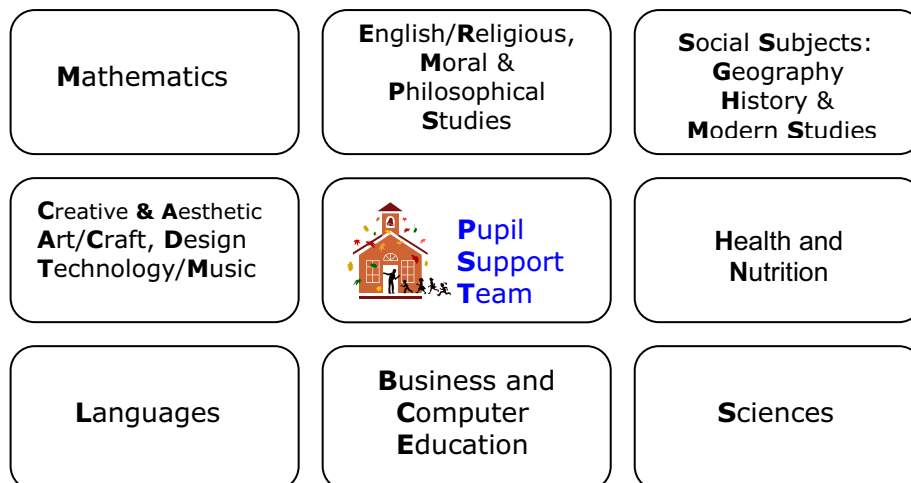 Mathematics
English/Religious,
Moral &
Philosophical
Studies
Social Subjects:
Geography
History &
Modern Studies
Creative & Aesthetic
Art/Craft, Design
Technology/Music
Pupil
Support
Team
Health and
Nutrition
Languages
Business and
Computer
Education
Sciences